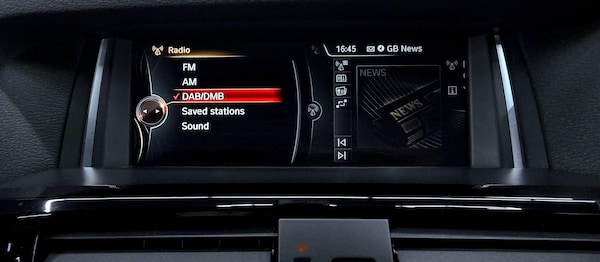 Radio
FM
AM
DAB/DMB
Saved stations
Sound
16:45 GB News
NEWS
NEWS